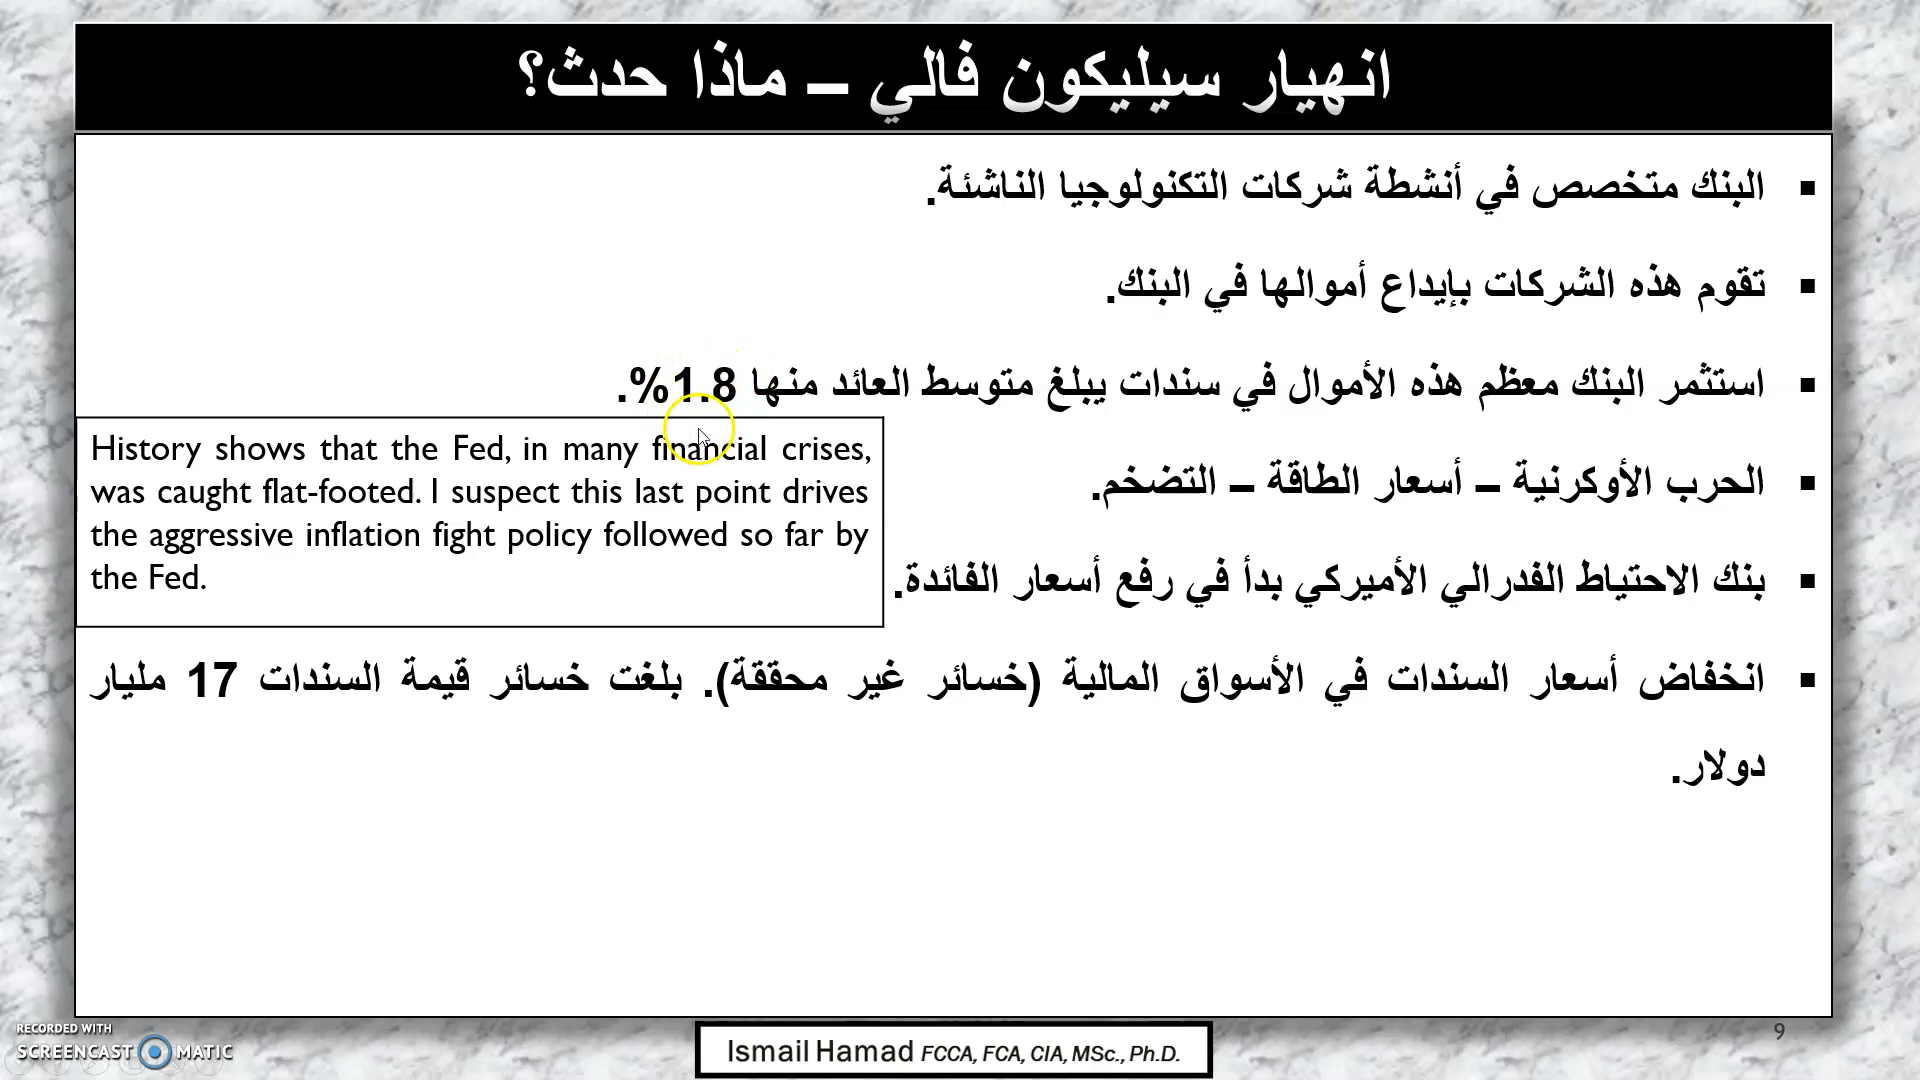 انهيار سيليكون فالي – ماذا حدث؟
▪ البنك متخصص في أنشطة شركات التكنولوجيا الناشئة.
▪ تقوم هذه الشركات بإيداع أموالها في البنك.
▪ استثمر البنك معظم هذه الأموال في سندات يبلغ متوسط العائد منها 1.8%.
▪ الحرب الأوكرنية – أسعار الطاقة – التضخم.
▪ بنك الاحتياط الفدرالي الأميركي بدأ في رفع أسعار الفائدة.
History shows that the Fed, in many financial crises,
was caught flat-footed. I suspect this last point drives
the aggressive inflation fight policy followed so far by
the Fed.
▪ انخفاض أسعار السندات في الأسواق المالية (خسائر غير محققة). بلغت خسائر قيمة السندات 17 مليار
دولار.
9
RECORDED WITH
SCREENCAST MATIC
Ismail Hamad FCCA, FCA, CIA, MSc., Ph.D.